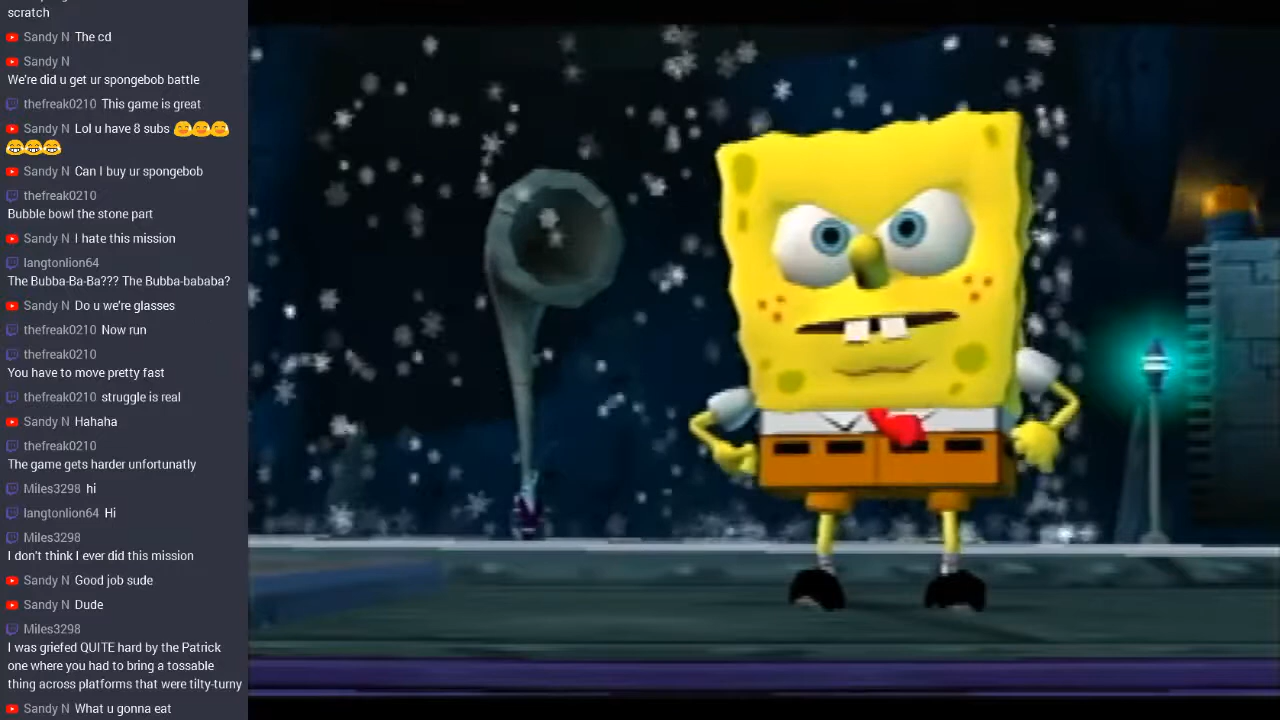 scratch
Sandy N The cd
Sandy N
We're did u get ur spongebob battle
thefreak0210 This game is great
Sandy N Lol u have 8 subs 😊😊😊
😂😂😂
Sandy N Can I buy ur spongebob
thefreak0210
Bubble bowl the stone part
Sandy N I hate this mission
langtonlion64
The Bubba-Ba-Ba??? The Bubba-bababa?
Sandy N Do u we're glasses
thefreak0210 Now run
thefreak0210
You have to move pretty fast
thefreak0210 struggle is real
Sandy N Hahaha
thefreak0210
The game gets harder unfortunatly
Miles3298 hi
langtonlion64 Hi
Miles3298
I don't think I ever did this mission
Sandy N Good job sude
Sandy N Dude
Miles3298
I was griefed QUITE hard by the Patrick
one where you had to bring a tossable
thing across platforms that were tilty-turny
Sandy N What u gonna eat